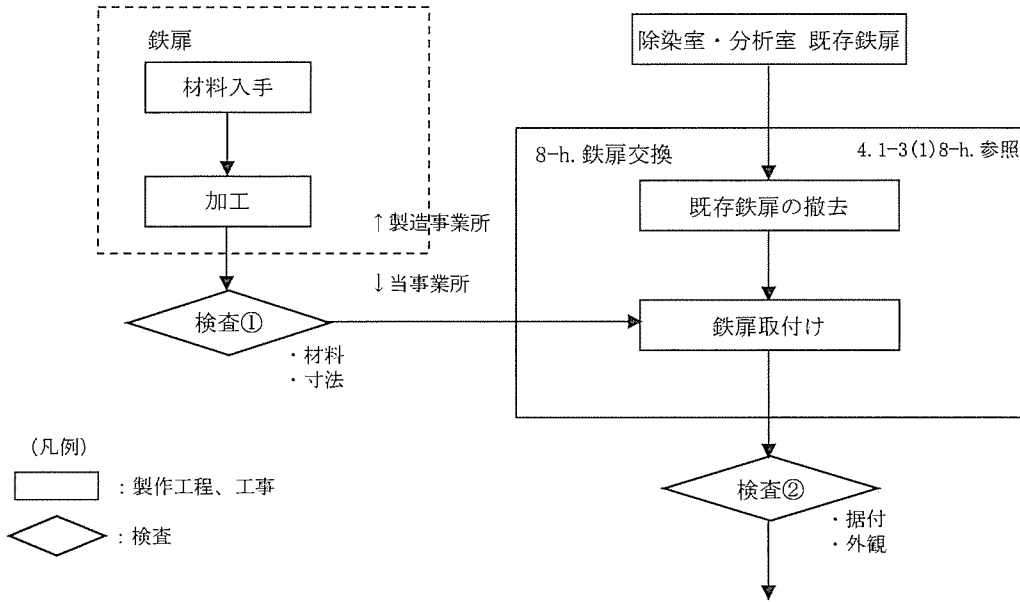 鉄扉
材料入手
加工
↑製造事業所
↓当事業所
検査①
・材料
・寸法
除染室・分析室 既存鉄扉
8-h. 鉄扉交換
4.1-3(1)8-h. 参照
既存鉄扉の撤去
鉄扉取付け
検査②
・据付
・外観
(凡例)
：製作工程、工事
：検査